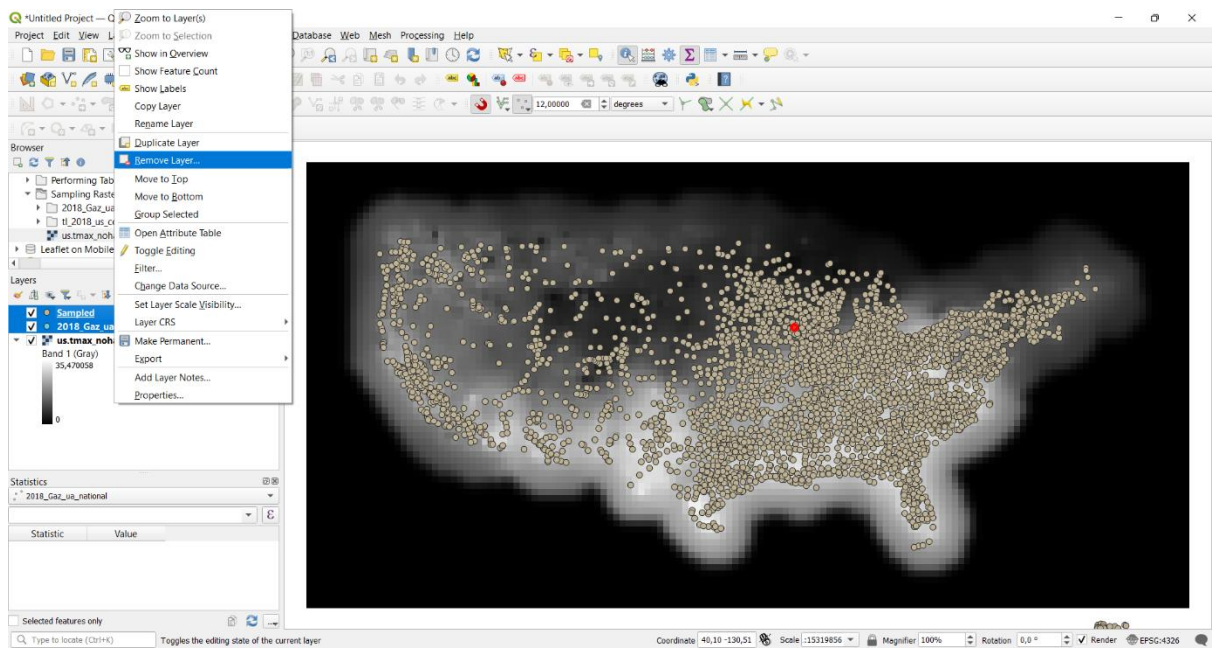 *Untitled Project — Q
Project Edit View L
Database Web Mesh Processing Help
12,00000
degrees
Browser
Performing Tab
Sampling Raste
2018_Gaz_ua
tl_2018_us_c
us.tmax_noh
Leaflet on Mobile
Layers
Sampled
2018_Gaz_ua
us.tmax_noh
Band 1 (Gray)
35,470058
0
Zoom to Layer(s)
Zoom to Selection
Show in Overview
Show Feature Count
Show Labels
Copy Layer
Rename Layer
Duplicate Layer
Remove Layer...
Move to Top
Move to Bottom
Group Selected
Open Attribute Table
Toggle Editing
Filter...
Change Data Source...
Set Layer Scale Visibility...
Layer CRS
Make Permanent...
Export
Add Layer Notes...
Properties...
Statistics
2018_Gaz_ua_national
Statistic Value
Selected features only
Type to locate (Ctrl+K)
Toggles the editing state of the current layer
Coordinate 40,10 -130,51 Scale :15319856 Magnifier 100% Rotation 0,0 ° Render EPSG:4326